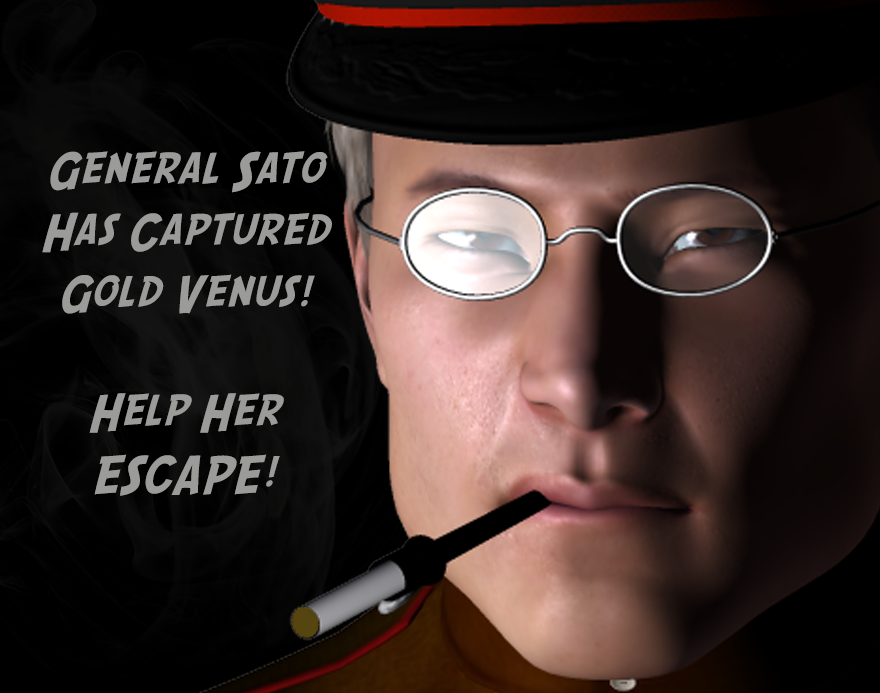 General Sato
Has Captured
Gold Venus!
Help Her
ESCAPE!